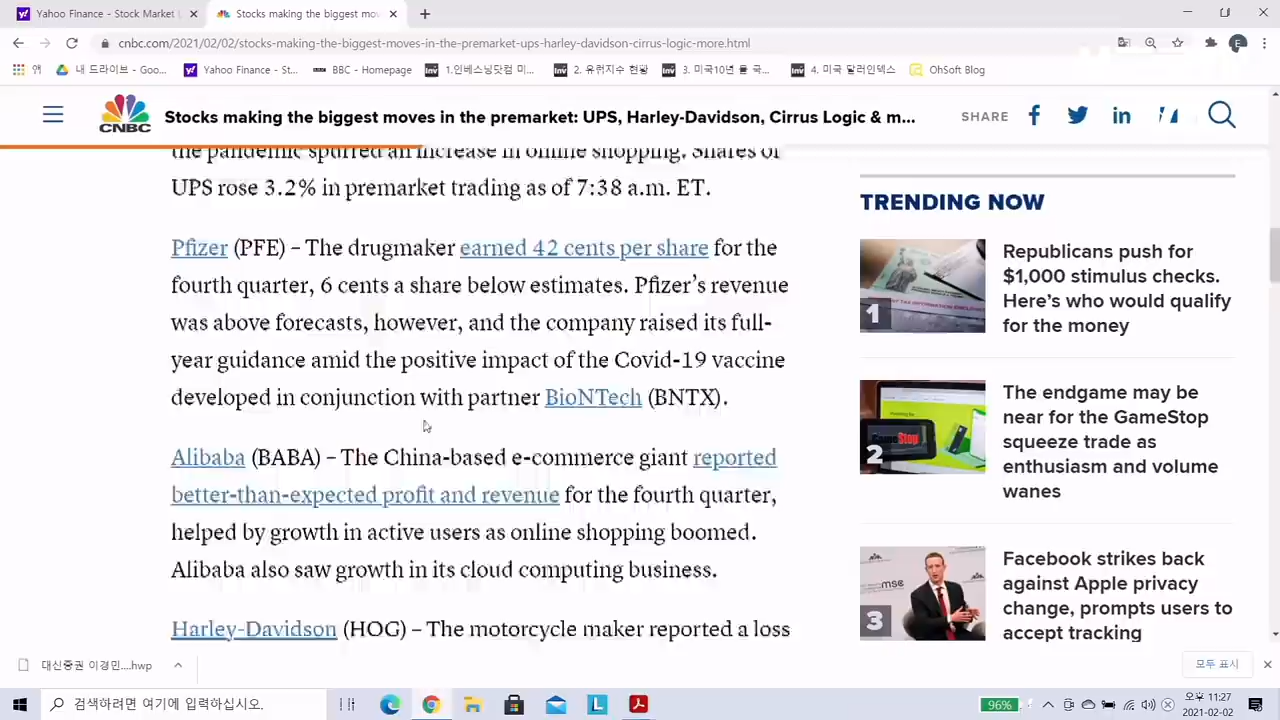 Yahoo Finance - Stock Market
Stocks making the biggest mov
cnbc.com/2021/02/02/stocks-making-the-biggest-moves-in-the-premarket-ups-harley-davidson-cirrus-logic-more.html
E
앱
내 드라이브 - Goo...
Yahoo Finance - St...
BBC - Homepage
1.인베스닝닷컴 미...
2. 유럽지수 현황
3. 미국10년 물 국...
4. 미국 달러인덱스
OhSoft Blog
CNBC
Stocks making the biggest moves in the premarket: UPS, Harley-Davidson, Cirrus Logic & m...
SHARE
the pandemic spurred an increase in online shopping. Shares of
UPS rose 3.2% in premarket trading as of 7:38 a.m. ET.
Pfizer (PFE) – The drugmaker earned 42 cents per share for the
fourth quarter, 6 cents a share below estimates. Pfizer’s revenue
was above forecasts, however, and the company raised its full-
year guidance amid the positive impact of the Covid-19 vaccine
developed in conjunction with partner BioNTech (BNTX).
Alibaba (BABA) – The China-based e-commerce giant reported
better-than-expected profit and revenue for the fourth quarter,
helped by growth in active users as online shopping boomed.
Alibaba also saw growth in its cloud computing business.
Harley-Davidson (HOG) – The motorcycle maker reported a loss
TRENDING NOW
1
Republicans push for
$1,000 stimulus checks.
Here’s who would qualify
for the money
GameStop
2
The endgame may be
near for the GameStop
squeeze trade as
enthusiasm and volume
wanes
msc
3
Facebook strikes back
against Apple privacy
change, prompts users to
accept tracking
대신증권 이경민....hwp
모두 표시
검색하려면 여기에 입력하십시오.
96%
오후 11:27
2021-02-02